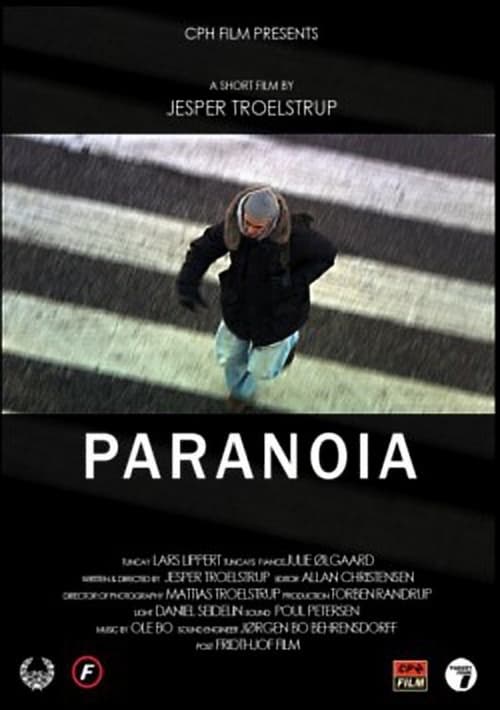 CPH FILM PRESENTS
A SHORT FILM BY
JESPER TROELSTRUP
PARANOIA
TUNCAY LARS LIPPERT TUNCAYS FIANCE JULIE ØLGAARD
WRITTEN & DIRECTED BY JESPER TROELSTRUP EDITOR ALLAN CHRISTENSEN
DIRECTOR OF PHOTOGRAPHY MATTIAS TROELSTRUP PRODUCTION TORBEN RANDRUP
LIGHT DANIEL SEIDELIN SOUND POUL PETERSEN
MUSIC BY OLE BO SOUND ENGINEER JØRGEN BO BEHRENSDORFF
POST FRIDTHJOF FILM
F
CPH
FILM
1